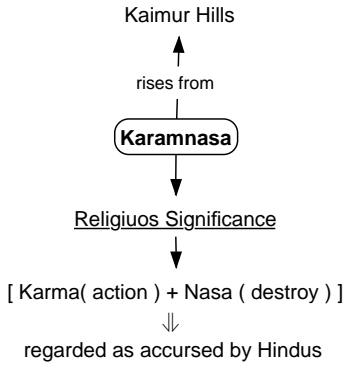 Kaimur Hills
rises from
Karamnasa
Religiuos Significance
[ Karma( action ) + Nasa ( destroy ) ]
⇓
regarded as accursed by Hindus